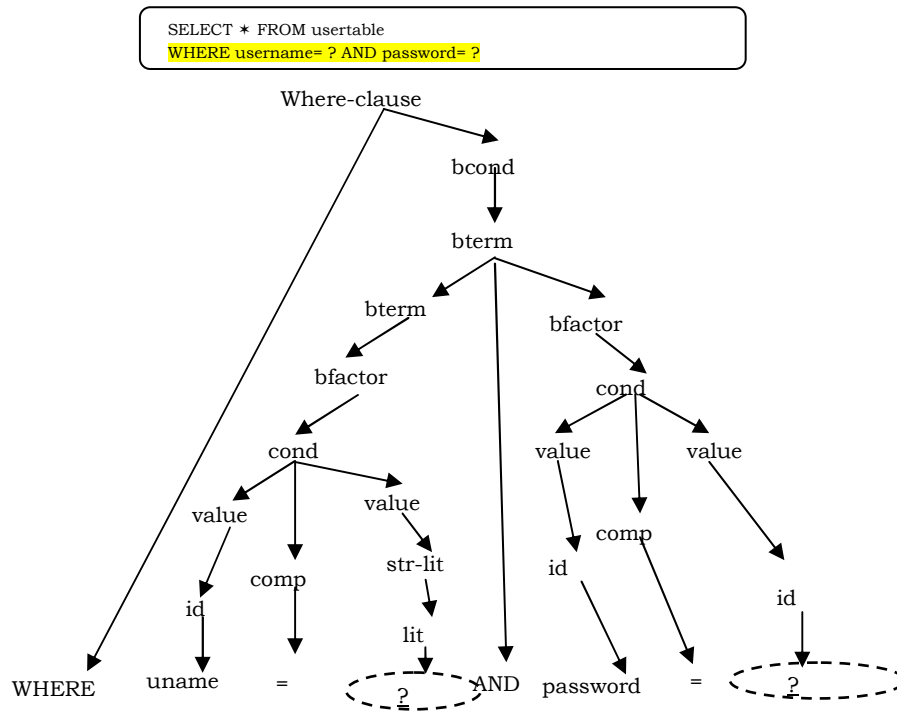 SELECT ✶ FROM usertable
WHERE username= ? AND password= ?
Where-clause
bcond
bterm
bterm
bfactor
bfactor
cond
cond
value
value
value
value
comp
str-lit
id
comp
id
id
lit
WHERE
uname
=
?
AND
password
=
?